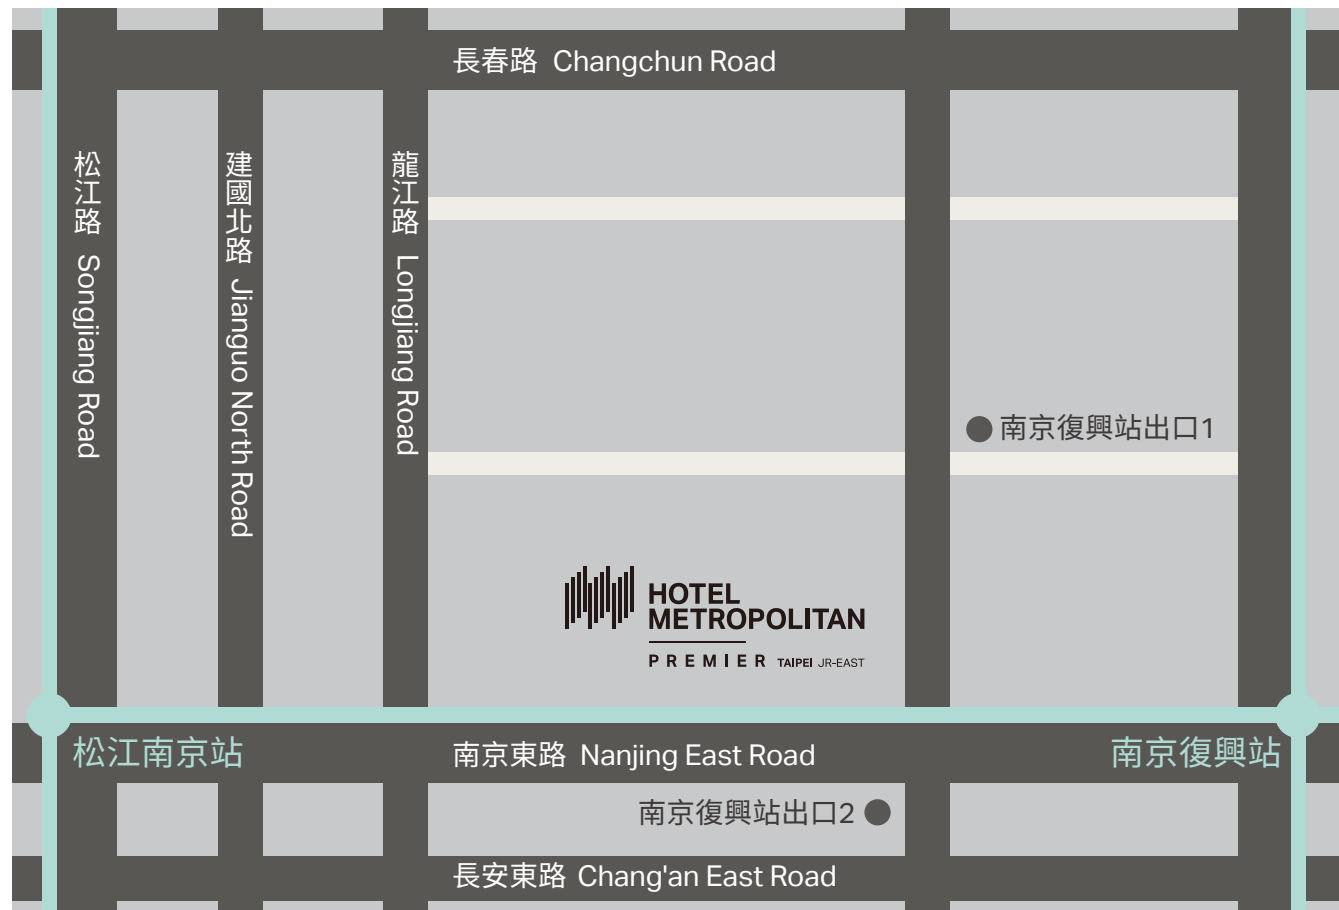 長春路 Changchun Road
松江路 Songjiang Road
建國北路 Jianguo North Road
龍江路 Longjiang Road
南京復興站出口1
HOTEL
METROPOLITAN
PREMIER TAIPEI JR-EAST
松江南京站
南京東路 Nanjing East Road
南京復興站
南京復興站出口2
長安東路 Chang'an East Road